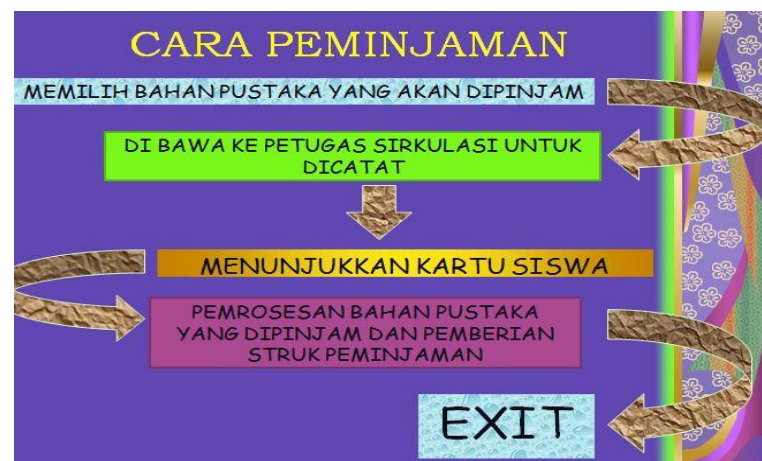 CARA PEMINJAMAN
MEMILIH BAHAN PUSTAKA YANG AKAN DIPINJAM
DI BAWA KE PETUGAS SIRKULASI UNTUK
DICATAT
MENUNJUKKAN KARTU SISWA
PEMROSESAN BAHAN PUSTAKA
YANG DIPINJAM DAN PEMBERIAN
STRUK PEMINJAMAN
EXIT